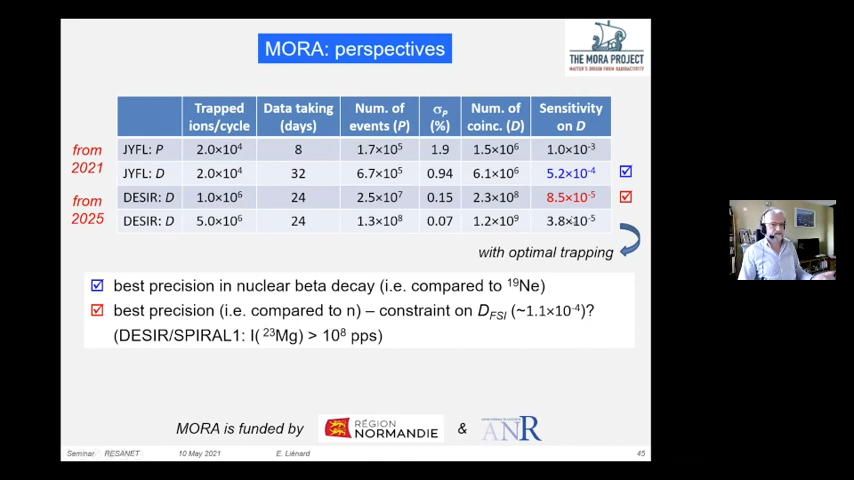 MORA: perspectives
THE MORA PROJECT
MATTER'S ORIGIN FROM RADIOACTIVITY
Trapped ions/cycle | Data taking (days) | Num. of events (P) | σP (%) | Num. of coinc. (D) | Sensitivity on D
from 2021
JYFL: P | 2.0×10⁴ | 8 | 1.7×10⁵ | 1.9 | 1.5×10⁶ | 1.0×10⁻³
JYFL: D | 2.0×10⁴ | 32 | 6.7×10⁵ | 0.94 | 6.1×10⁶ | 5.2×10⁻⁴ ☑
from 2025
DESIR: D | 1.0×10⁶ | 24 | 2.5×10⁷ | 0.15 | 2.3×10⁸ | 8.5×10⁻⁵ ☑
DESIR: D | 5.0×10⁶ | 24 | 1.3×10⁸ | 0.07 | 1.2×10⁹ | 3.8×10⁻⁵
with optimal trapping
☑ best precision in nuclear beta decay (i.e. compared to ¹⁹Ne)
☑ best precision (i.e. compared to n) – constraint on DFSI (~1.1×10⁻⁴)?
(DESIR/SPIRAL1: I(²³Mg) > 10⁸ pps)
MORA is funded by RÉGION NORMANDIE & ANR
Seminar RESANET 10 May 2021 E. Liénard 45